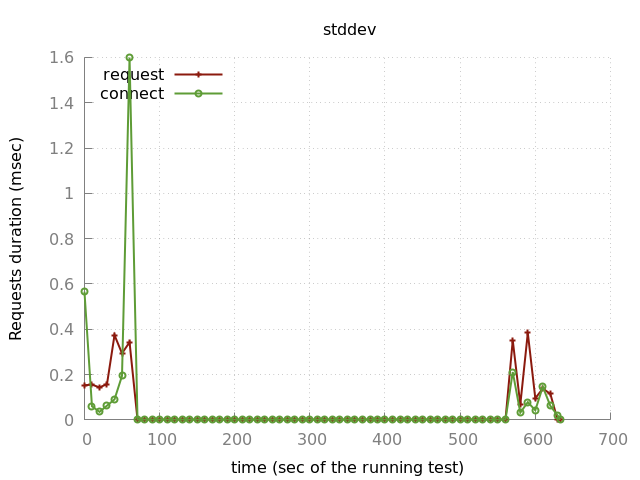 stddev
request
connect
Requests duration (msec)
1.6
1.4
1.2
1
0.8
0.6
0.4
0.2
0
0 100 200 300 400 500 600 700
time (sec of the running test)